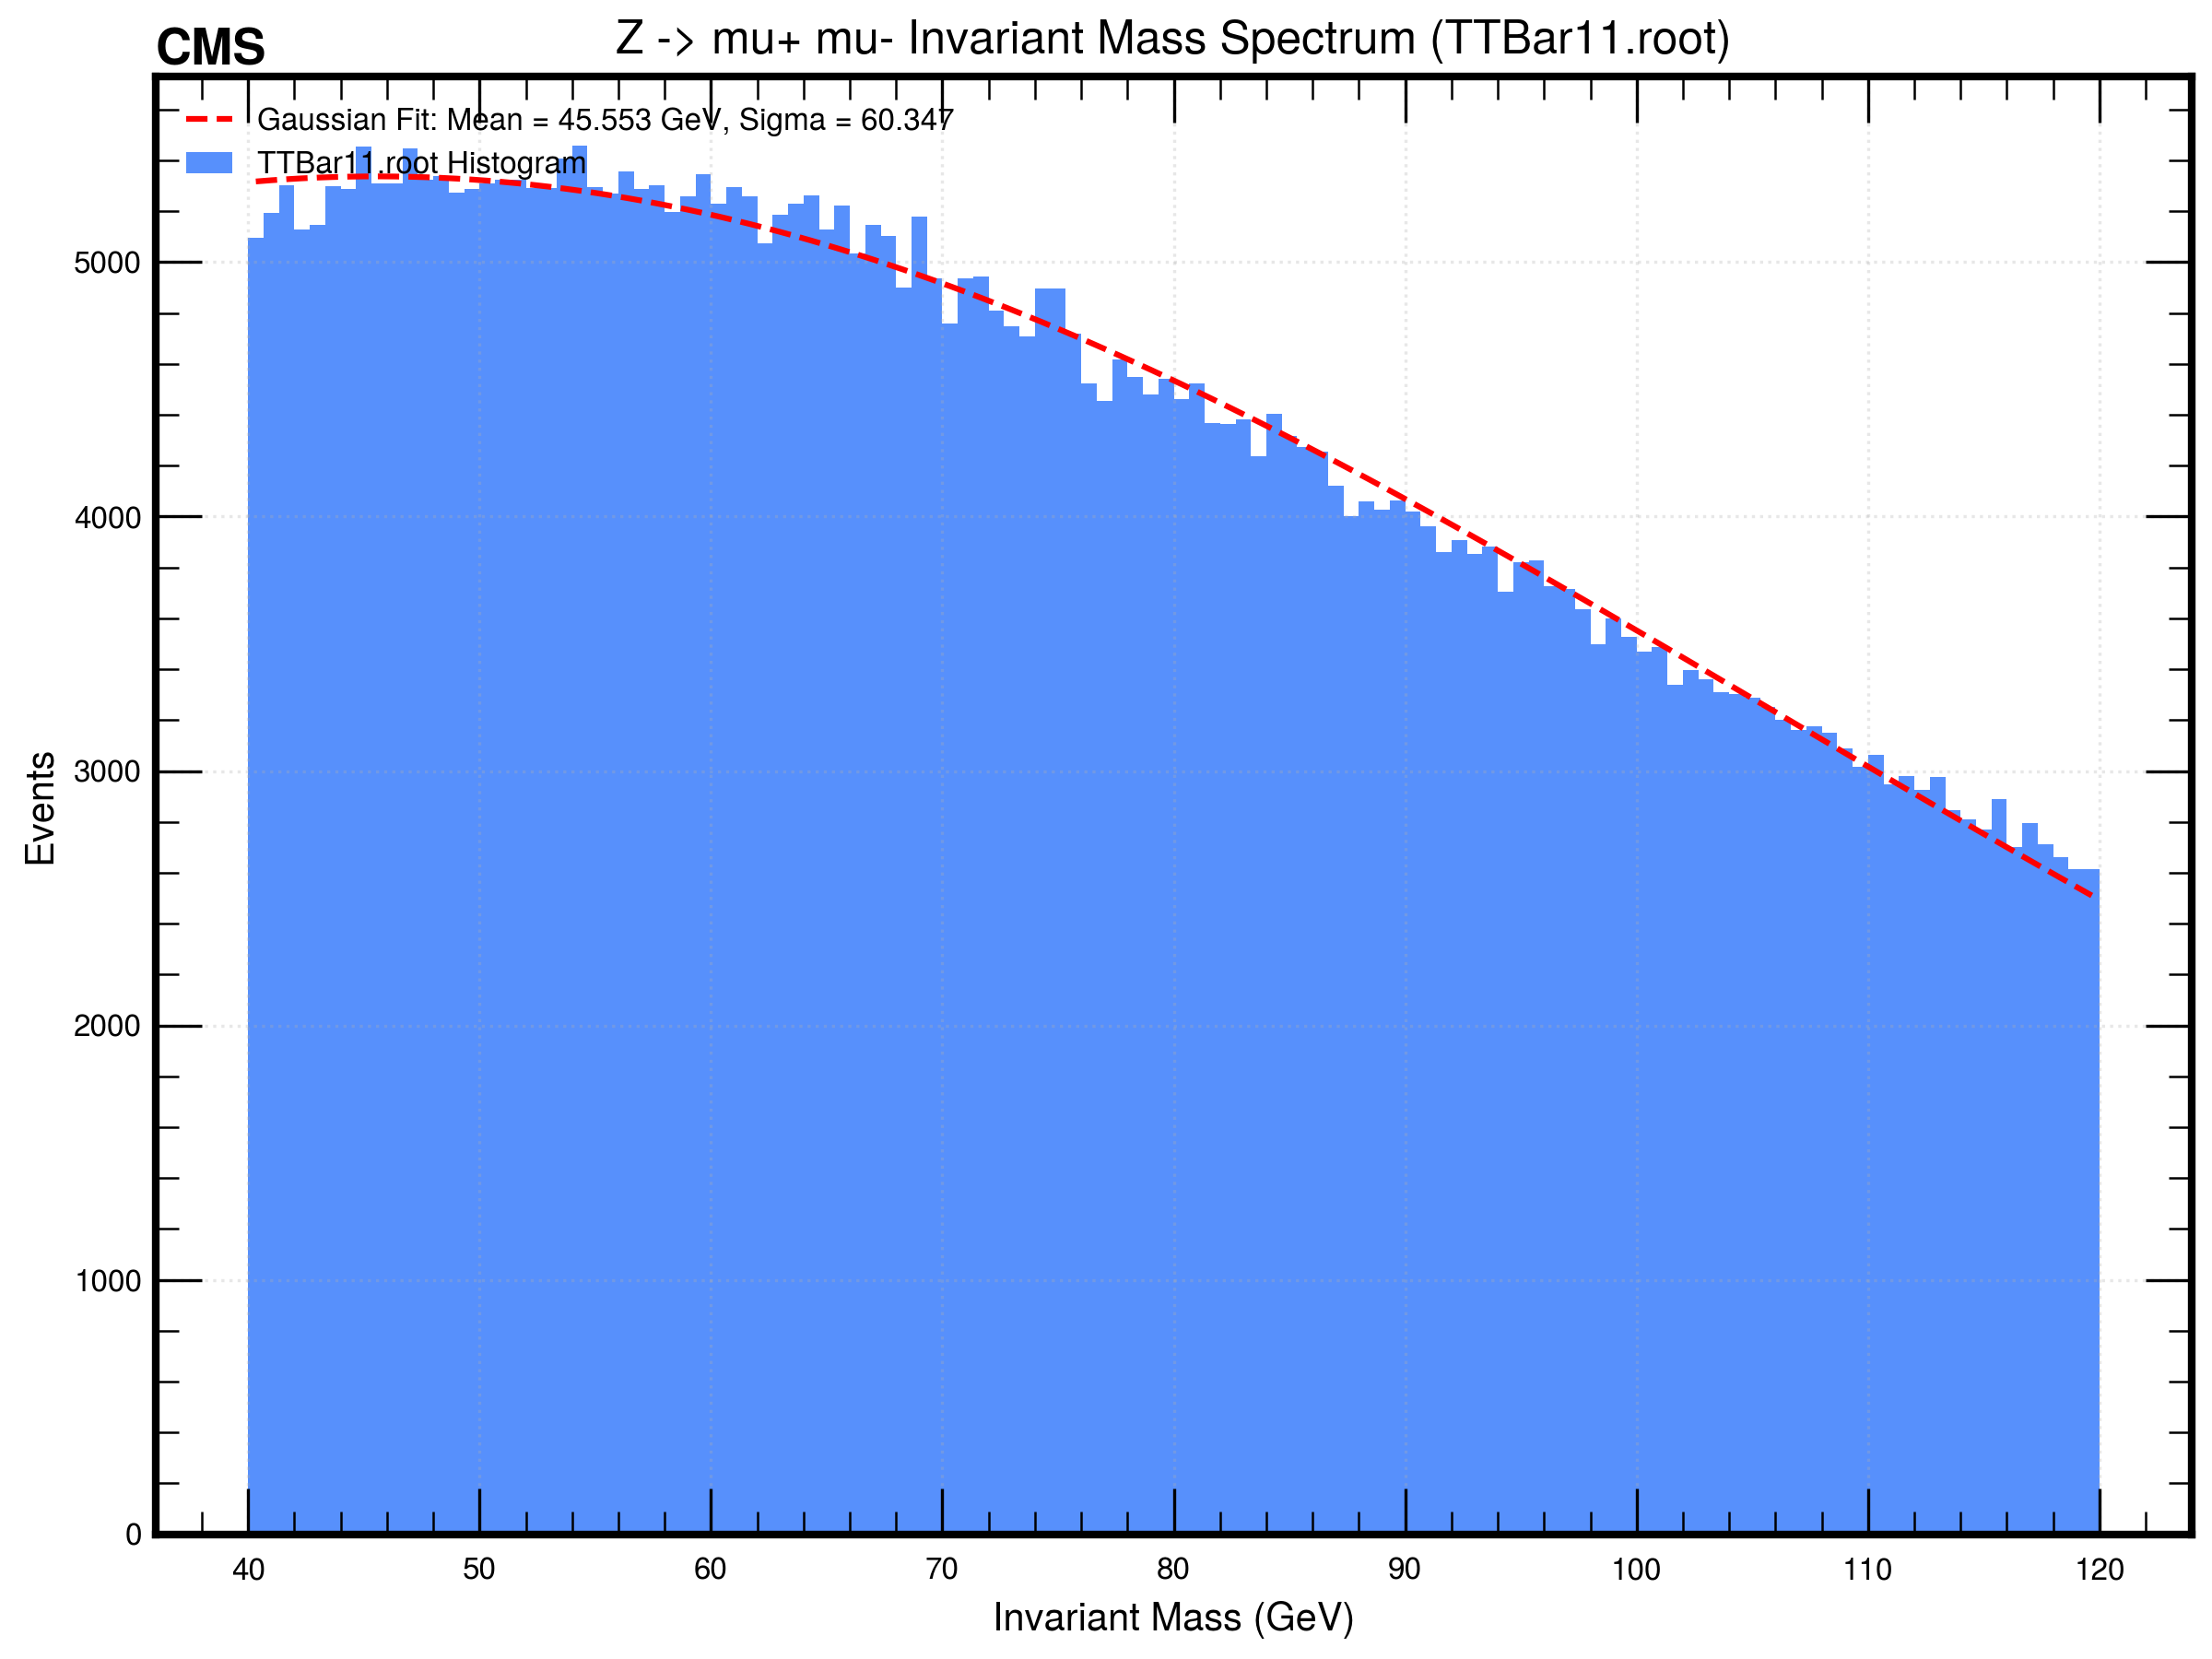 CMS
Z -> mu+ mu- Invariant Mass Spectrum (TTBar11.root)
Gaussian Fit: Mean = 45.553 GeV, Sigma = 60.347
TTBar11.root Histogram
5000
4000
3000
2000
1000
0
Events
40 50 60 70 80 90 100 110 120
Invariant Mass (GeV)